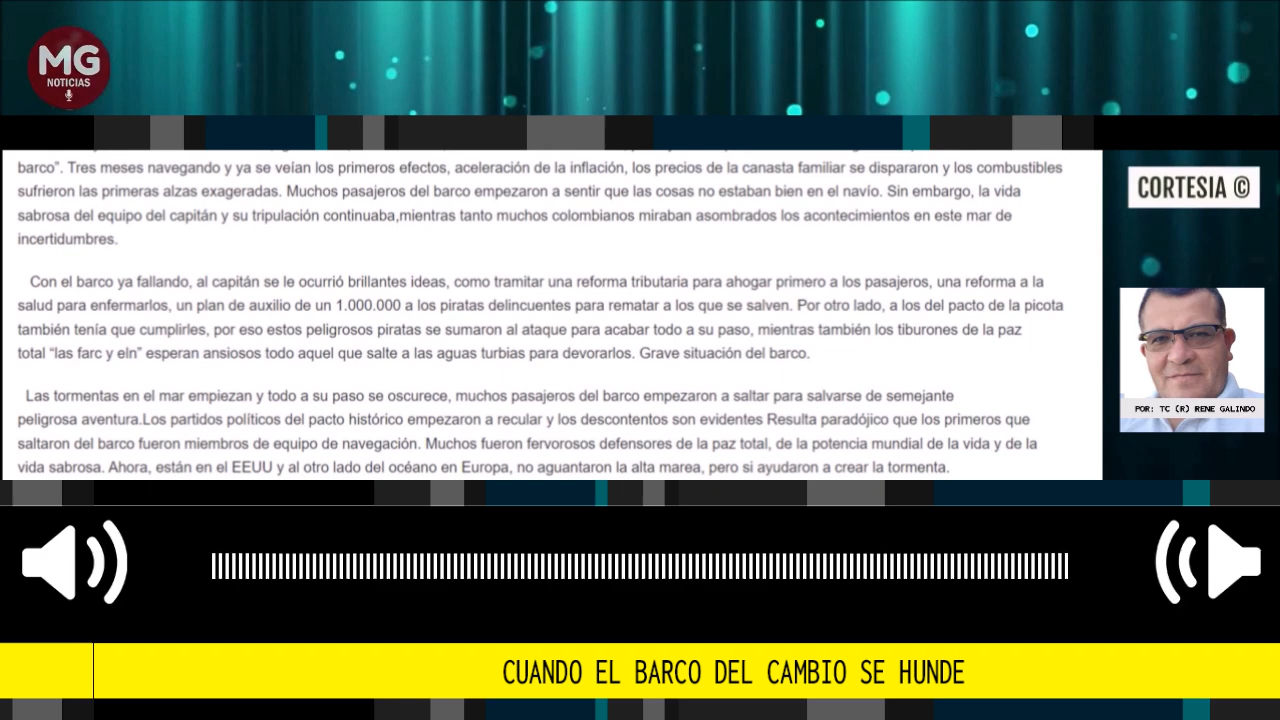 MG
NOTICIAS
barco”. Tres meses navegando y ya se veían los primeros efectos, aceleración de la inflación, los precios de la canasta familiar se dispararon y los combustibles
sufrieron las primeras alzas exageradas. Muchos pasajeros del barco empezaron a sentir que las cosas no estaban bien en el navío. Sin embargo, la vida
sabrosa del equipo del capitán y su tripulación continuaba,mientras tanto muchos colombianos miraban asombrados los acontecimientos en este mar de
incertidumbres.
Con el barco ya fallando, al capitán se le ocurrió brillantes ideas, como tramitar una reforma tributaria para ahogar primero a los pasajeros, una reforma a la
salud para enfermarlos, un plan de auxilio de un 1.000.000 a los piratas delincuentes para rematar a los que se salven. Por otro lado, a los del pacto de la picota
también tenía que cumplirles, por eso estos peligrosos piratas se sumaron al ataque para acabar todo a su paso, mientras también los tiburones de la paz
total “las farc y eln” esperan ansiosos todo aquel que salte a las aguas turbias para devorarlos. Grave situación del barco.
Las tormentas en el mar empiezan y todo a su paso se oscurece, muchos pasajeros del barco empezaron a saltar para salvarse de semejante
peligrosa aventura.Los partidos políticos del pacto histórico empezaron a recular y los descontentos son evidentes Resulta paradójico que los primeros que
saltaron del barco fueron miembros de equipo de navegación. Muchos fueron fervorosos defensores de la paz total, de la potencia mundial de la vida y de la
vida sabrosa. Ahora, están en el EEUU y al otro lado del océano en Europa, no aguantaron la alta marea, pero si ayudaron a crear la tormenta.
CORTESIA ©
POR: TC (R) RENE GALINDO
CUANDO EL BARCO DEL CAMBIO SE HUNDE